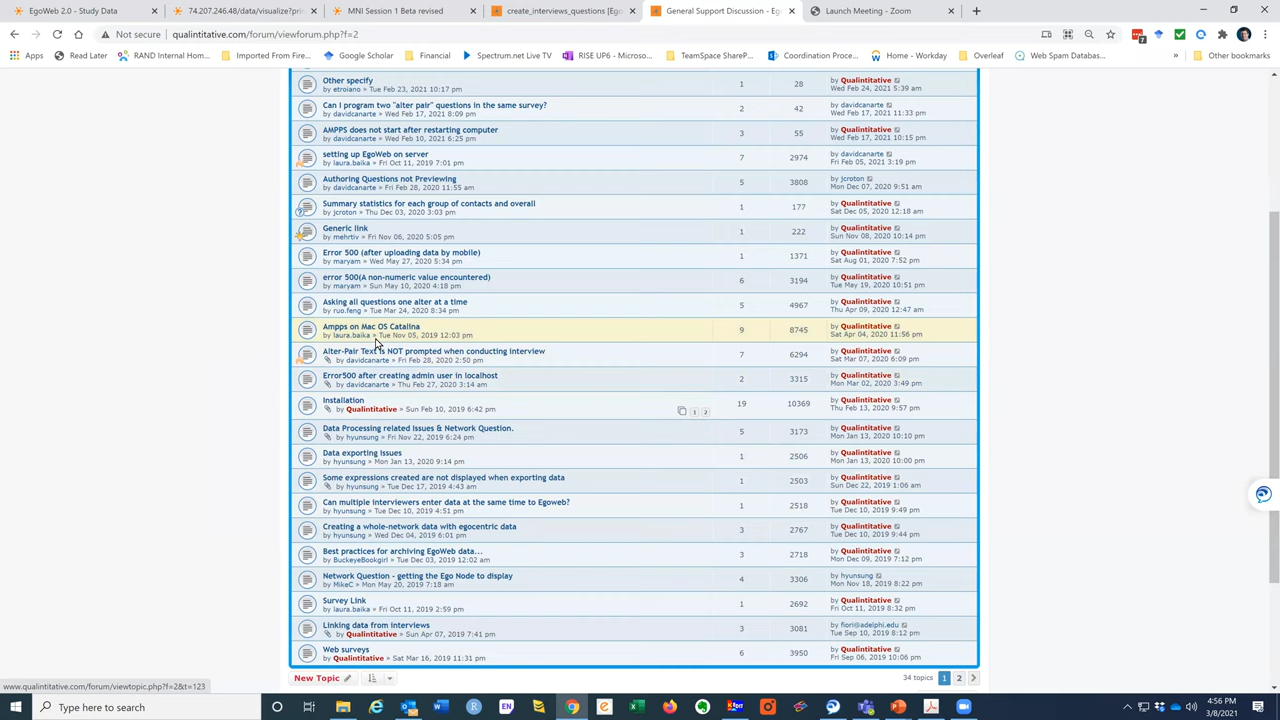 EgoWeb 2.0 - Study Data
74.207.246.48/data/visualize?pri
MNI Session 1 Beta revised
create_interviews_questions [Ego
General Support Discussion - Eg
Launch Meeting - Zoom
Not secure | qualintitative.com/forum/viewforum.php?f=2
Apps
Read Later
RAND Internal Hom...
Imported From Fire...
Google Scholar
Financial
Spectrum.net Live TV
RISE UP6 - Microso...
TeamSpace ShareP...
Coordination Proce...
Home - Workday
Overleaf
Web Spam Databas...
»
Other bookmarks
Other specify 1 28 by Qualintitative
by etroiano » Tue Feb 23, 2021 10:17 pm Wed Feb 24, 2021 5:39 am
Can I program two "alter pair" questions in the same survey? 2 42 by davidcanarte
by davidcanarte » Wed Feb 17, 2021 8:09 pm Wed Feb 17, 2021 11:33 pm
AMPPS does not start after restarting computer 3 55 by Qualintitative
by davidcanarte » Wed Feb 10, 2021 6:25 pm Wed Feb 17, 2021 10:15 pm
setting up EgoWeb on server 7 2974 by davidcanarte
by laura.baika » Fri Oct 11, 2019 7:01 pm Fri Feb 05, 2021 3:19 pm
Authoring Questions not Previewing 5 3808 by jcroton
by davidcanarte » Fri Feb 28, 2020 11:55 am Mon Dec 07, 2020 9:51 am
Summary statistics for each group of contacts and overall 1 177 by Qualintitative
by jcroton » Thu Dec 03, 2020 3:03 pm Sat Dec 05, 2020 12:18 am
Generic link 1 222 by Qualintitative
by mehrtiv » Fri Nov 06, 2020 5:05 pm Sun Nov 08, 2020 10:14 pm
Error 500 (after uploading data by mobile) 1 1371 by Qualintitative
by maryam » Wed May 27, 2020 5:34 pm Sat Aug 01, 2020 7:52 pm
error 500(A non-numeric value encountered) 6 3194 by Qualintitative
by maryam » Sun May 10, 2020 4:18 pm Tue May 19, 2020 10:51 pm
Asking all questions one alter at a time 5 4967 by Qualintitative
by ruo.feng » Tue Mar 24, 2020 8:34 pm Thu Apr 09, 2020 12:47 am
Ampps on Mac OS Catalina 9 8745 by Qualintitative
by laura.baika » Tue Nov 05, 2019 12:03 pm Sat Apr 04, 2020 11:56 pm
Alter-Pair Text is NOT prompted when conducting interview 7 6294 by Qualintitative
by davidcanarte » Fri Feb 28, 2020 2:50 pm Sat Mar 07, 2020 6:09 pm
Error500 after creating admin user in localhost 2 3315 by Qualintitative
by davidcanarte » Thu Feb 27, 2020 3:14 am Mon Mar 02, 2020 3:49 pm
Installation 19 10369 by Qualintitative
by Qualintitative » Sun Feb 10, 2019 6:42 pm 1 2 Thu Feb 13, 2020 9:57 pm
Data Processing related issues & Network Question. 5 3173 by Qualintitative
by hyunsung » Fri Nov 22, 2019 6:24 pm Mon Jan 13, 2020 10:10 pm
Data exporting issues 1 2506 by Qualintitative
by hyunsung » Mon Jan 13, 2020 9:14 pm Mon Jan 13, 2020 10:00 pm
Some expressions created are not displayed when exporting data 1 2503 by Qualintitative
by hyunsung » Tue Dec 17, 2019 4:43 am Sun Dec 22, 2019 1:06 am
Can multiple interviewers enter data at the same time to Egoweb? 1 2518 by Qualintitative
by hyunsung » Tue Dec 10, 2019 4:51 pm Tue Dec 10, 2019 9:49 pm
Creating a whole-network data with egocentric data 3 2767 by Qualintitative
by hyunsung » Wed Dec 04, 2019 6:01 pm Tue Dec 10, 2019 9:44 pm
Best practices for archiving EgoWeb data... 3 2718 by Qualintitative
by BuckeyeBookgirl » Tue Dec 03, 2019 12:02 am Mon Dec 09, 2019 7:12 pm
Network Question - getting the Ego Node to display 4 3306 by hyunsung
by MikeC » Mon May 20, 2019 7:18 am Mon Nov 18, 2019 8:22 pm
Survey Link 1 2692 by Qualintitative
by laura.baika » Fri Oct 11, 2019 2:59 pm Fri Oct 11, 2019 8:32 pm
Linking data from interviews 3 3081 by fiori@adelphi.edu
by Qualintitative » Sun Apr 07, 2019 7:41 pm Tue Sep 10, 2019 8:12 pm
Web surveys 6 3950 by Qualintitative
by Qualintitative » Sat Mar 16, 2019 11:31 pm Fri Sep 06, 2019 10:06 pm
New Topic 34 topics 1 2
www.qualintitative.com/forum/viewtopic.php?f=2&t=123
Type here to search
4:56 PM
3/8/2021